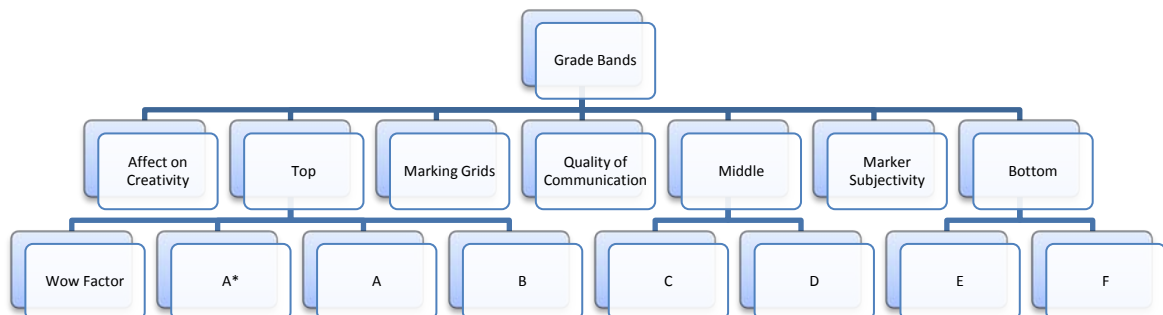 Grade Bands
Affect on
Creativity
Top
Marking Grids
Quality of
Communication
Middle
Marker
Subjectivity
Bottom
Wow Factor
A*
A
B
C
D
E
F